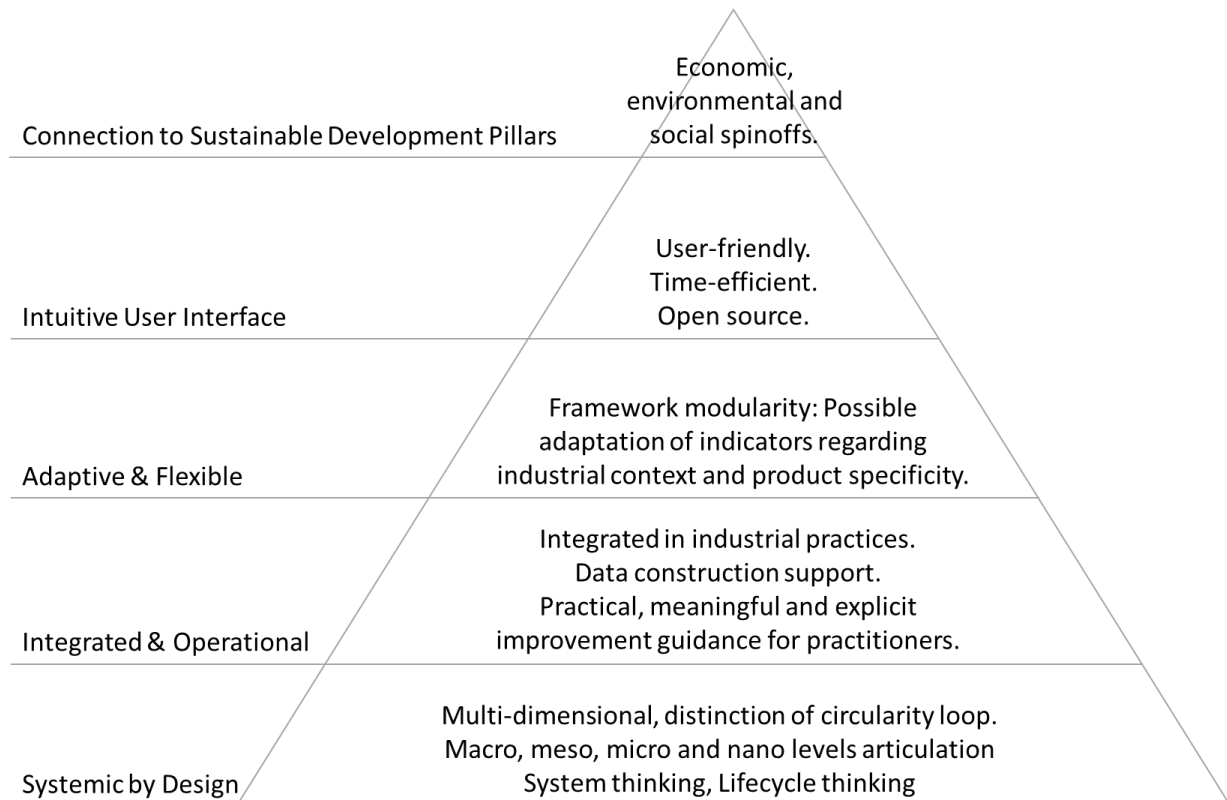 Economic,
environmental and
social spinoffs.
Connection to Sustainable Development Pillars
User-friendly.
Time-efficient.
Open source.
Intuitive User Interface
Framework modularity: Possible
adaptation of indicators regarding
industrial context and product specificity.
Adaptive & Flexible
Integrated in industrial practices.
Data construction support.
Practical, meaningful and explicit
improvement guidance for practitioners.
Integrated & Operational
Multi-dimensional, distinction of circularity loop.
Macro, meso, micro and nano levels articulation
System thinking, Lifecycle thinking
Systemic by Design